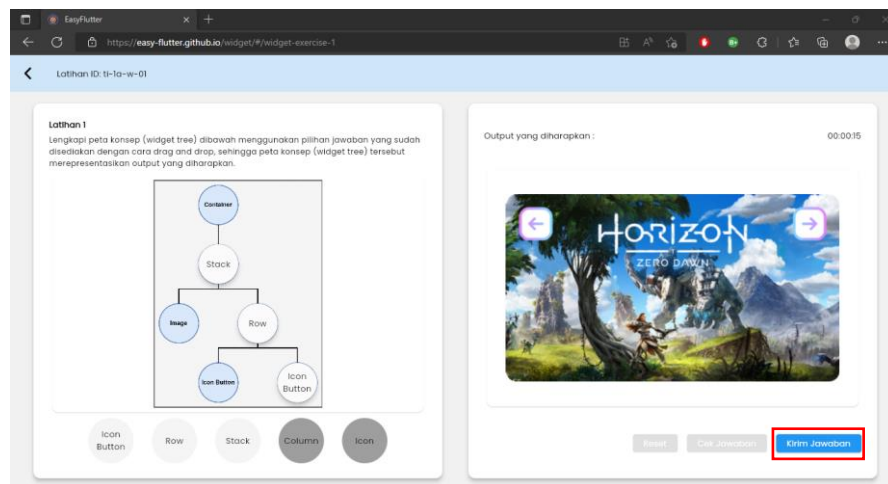 EasyFlutter
https://easy-flutter.github.io/widget/#/widget-exercise-1
Latihan ID: ti-1a-w-01
Latihan 1
Lengkapi peta konsep (widget tree) dibawah menggunakan pilihan jawaban yang sudah
disediakan dengan cara drag and drop, sehingga peta konsep (widget tree) tersebut
merepresentasikan output yang diharapkan.
Container
Stack
Image
Row
Icon Button
Icon
Button
Icon
Button
Row
Stack
Column
Icon
Output yang diharapkan :
00:00:15
HORIZON
ZERO DAWN
Reset
Cek Jawaban
Kirim Jawaban